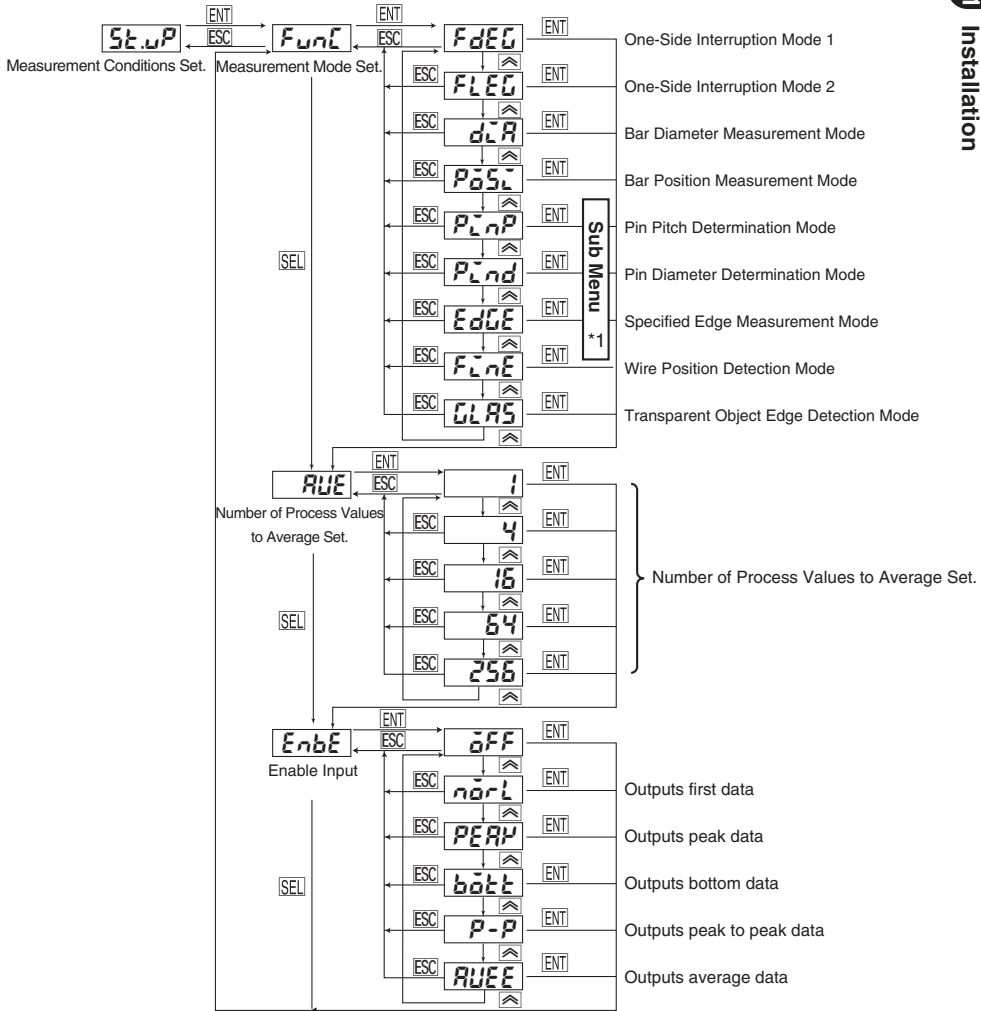 1 Installation
St.uP ENT ESC FunC ENT ESC FdEG ENT One-Side Interruption Mode 1
Measurement Conditions Set. Measurement Mode Set.
ESC FLEG ENT One-Side Interruption Mode 2
ESC diA ENT Bar Diameter Measurement Mode
ESC PoSi ENT Bar Position Measurement Mode
ESC PinP ENT Pin Pitch Determination Mode
SEL ESC Pind ENT Pin Diameter Determination Mode
Sub Menu *1
ESC EdGE ENT Specified Edge Measurement Mode
ESC FinE ENT Wire Position Detection Mode
ESC GLAS ENT Transparent Object Edge Detection Mode
AVE ENT ESC 1 ENT
Number of Process Values
to Average Set.
ESC 4 ENT
ESC 16 ENT Number of Process Values to Average Set.
SEL ESC 64 ENT
ESC 256 ENT
EnbE ENT ESC oFF ENT
Enable Input
ESC norL ENT Outputs first data
ESC PEAK ENT Outputs peak data
SEL ESC bott ENT Outputs bottom data
ESC P-P ENT Outputs peak to peak data
ESC AVEE ENT Outputs average data